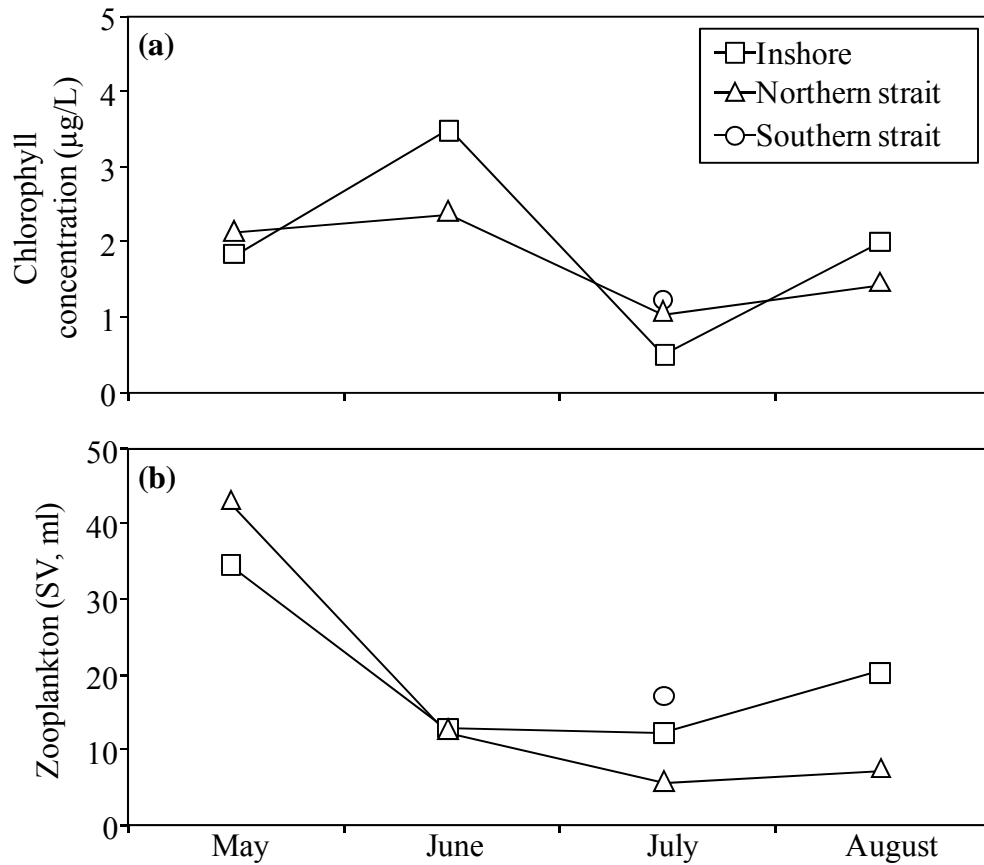 (a)
5
4
3
2
1
0
Chlorophyll
concentration (µg/L)
Inshore
Northern strait
Southern strait
(b)
50
40
30
20
10
0
Zooplankton (SV, ml)
May June July August